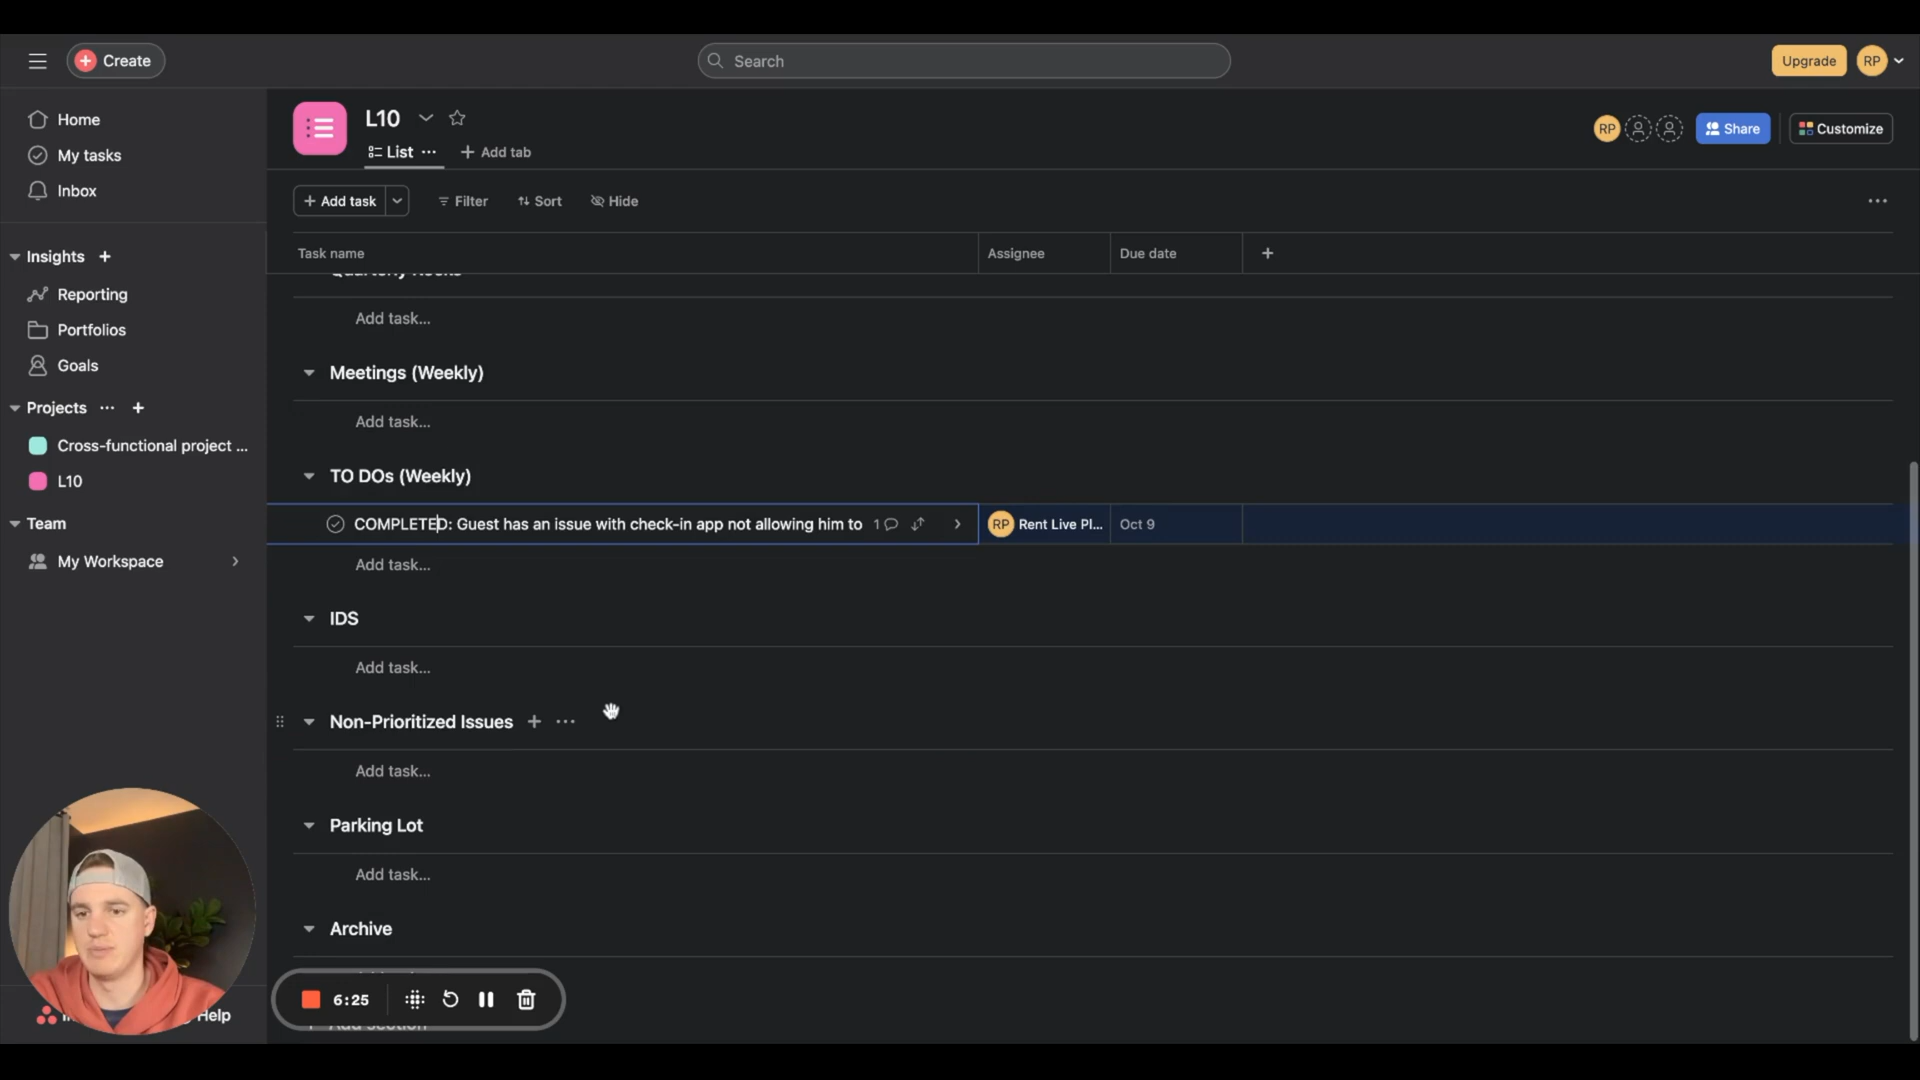 Create
Search
Upgrade
RP
Home
My tasks
Inbox
Insights
Reporting
Portfolios
Goals
Projects
Cross-functional project ...
L10
Team
My Workspace
Help
L10
List
Add tab
RP
Share
Customize
Add task
Filter
Sort
Hide
Task name
Assignee
Due date
Quarterly Rocks
Add task...
Meetings (Weekly)
Add task...
TO DOs (Weekly)
COMPLETED: Guest has an issue with check-in app not allowing him to
1
RP
Rent Live Pl...
Oct 9
Add task...
IDS
Add task...
Non-Prioritized Issues
Add task...
Parking Lot
Add task...
Archive
6:25
Add section